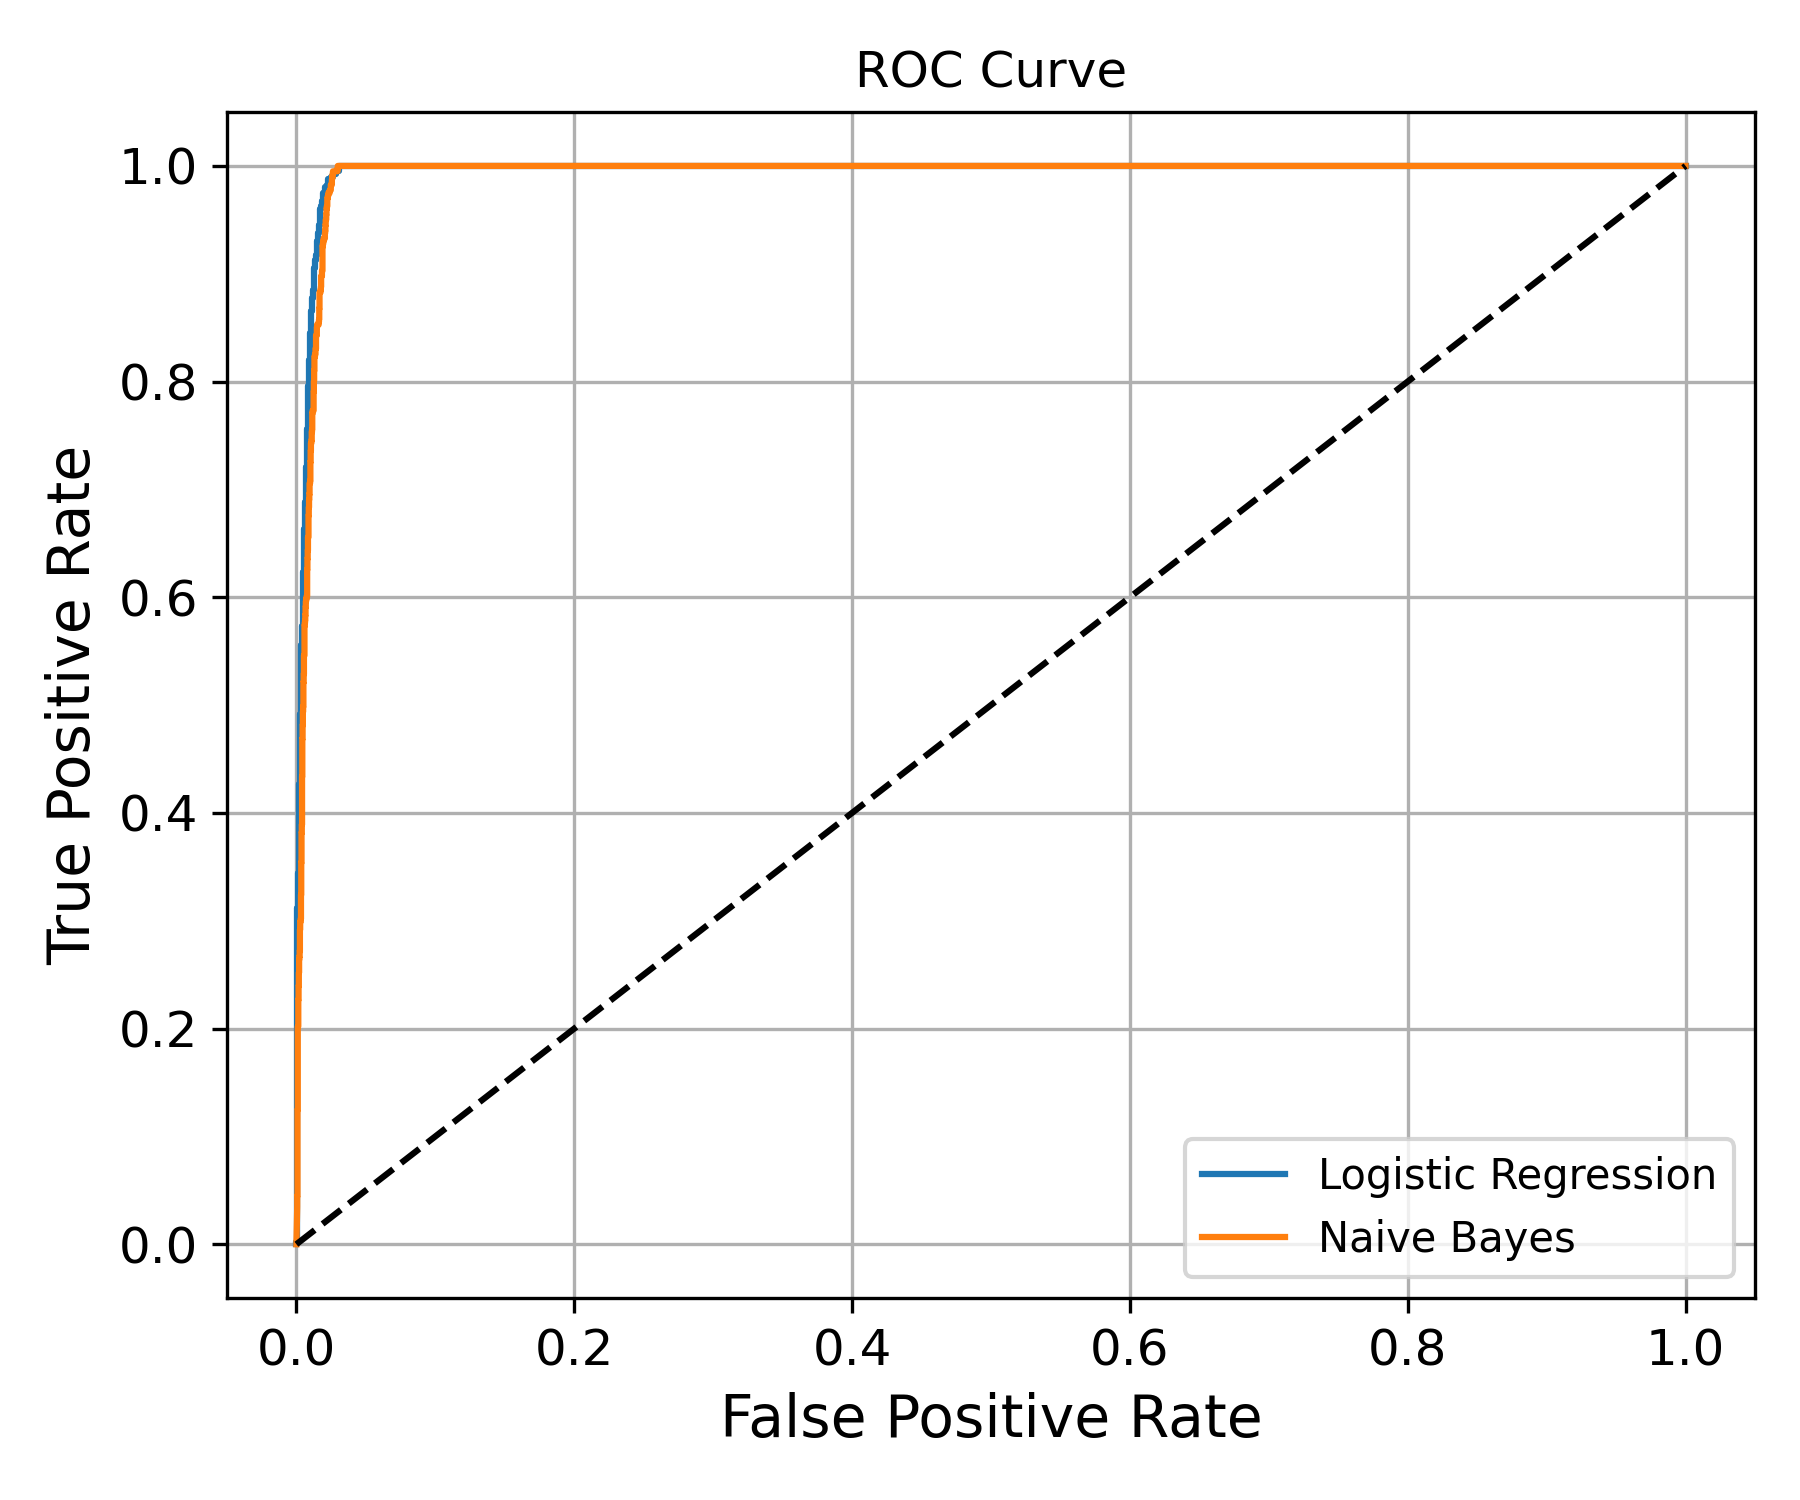 ROC Curve
True Positive Rate
1.0
0.8
0.6
0.4
0.2
0.0
Logistic Regression
Naive Bayes
0.0 0.2 0.4 0.6 0.8 1.0
False Positive Rate